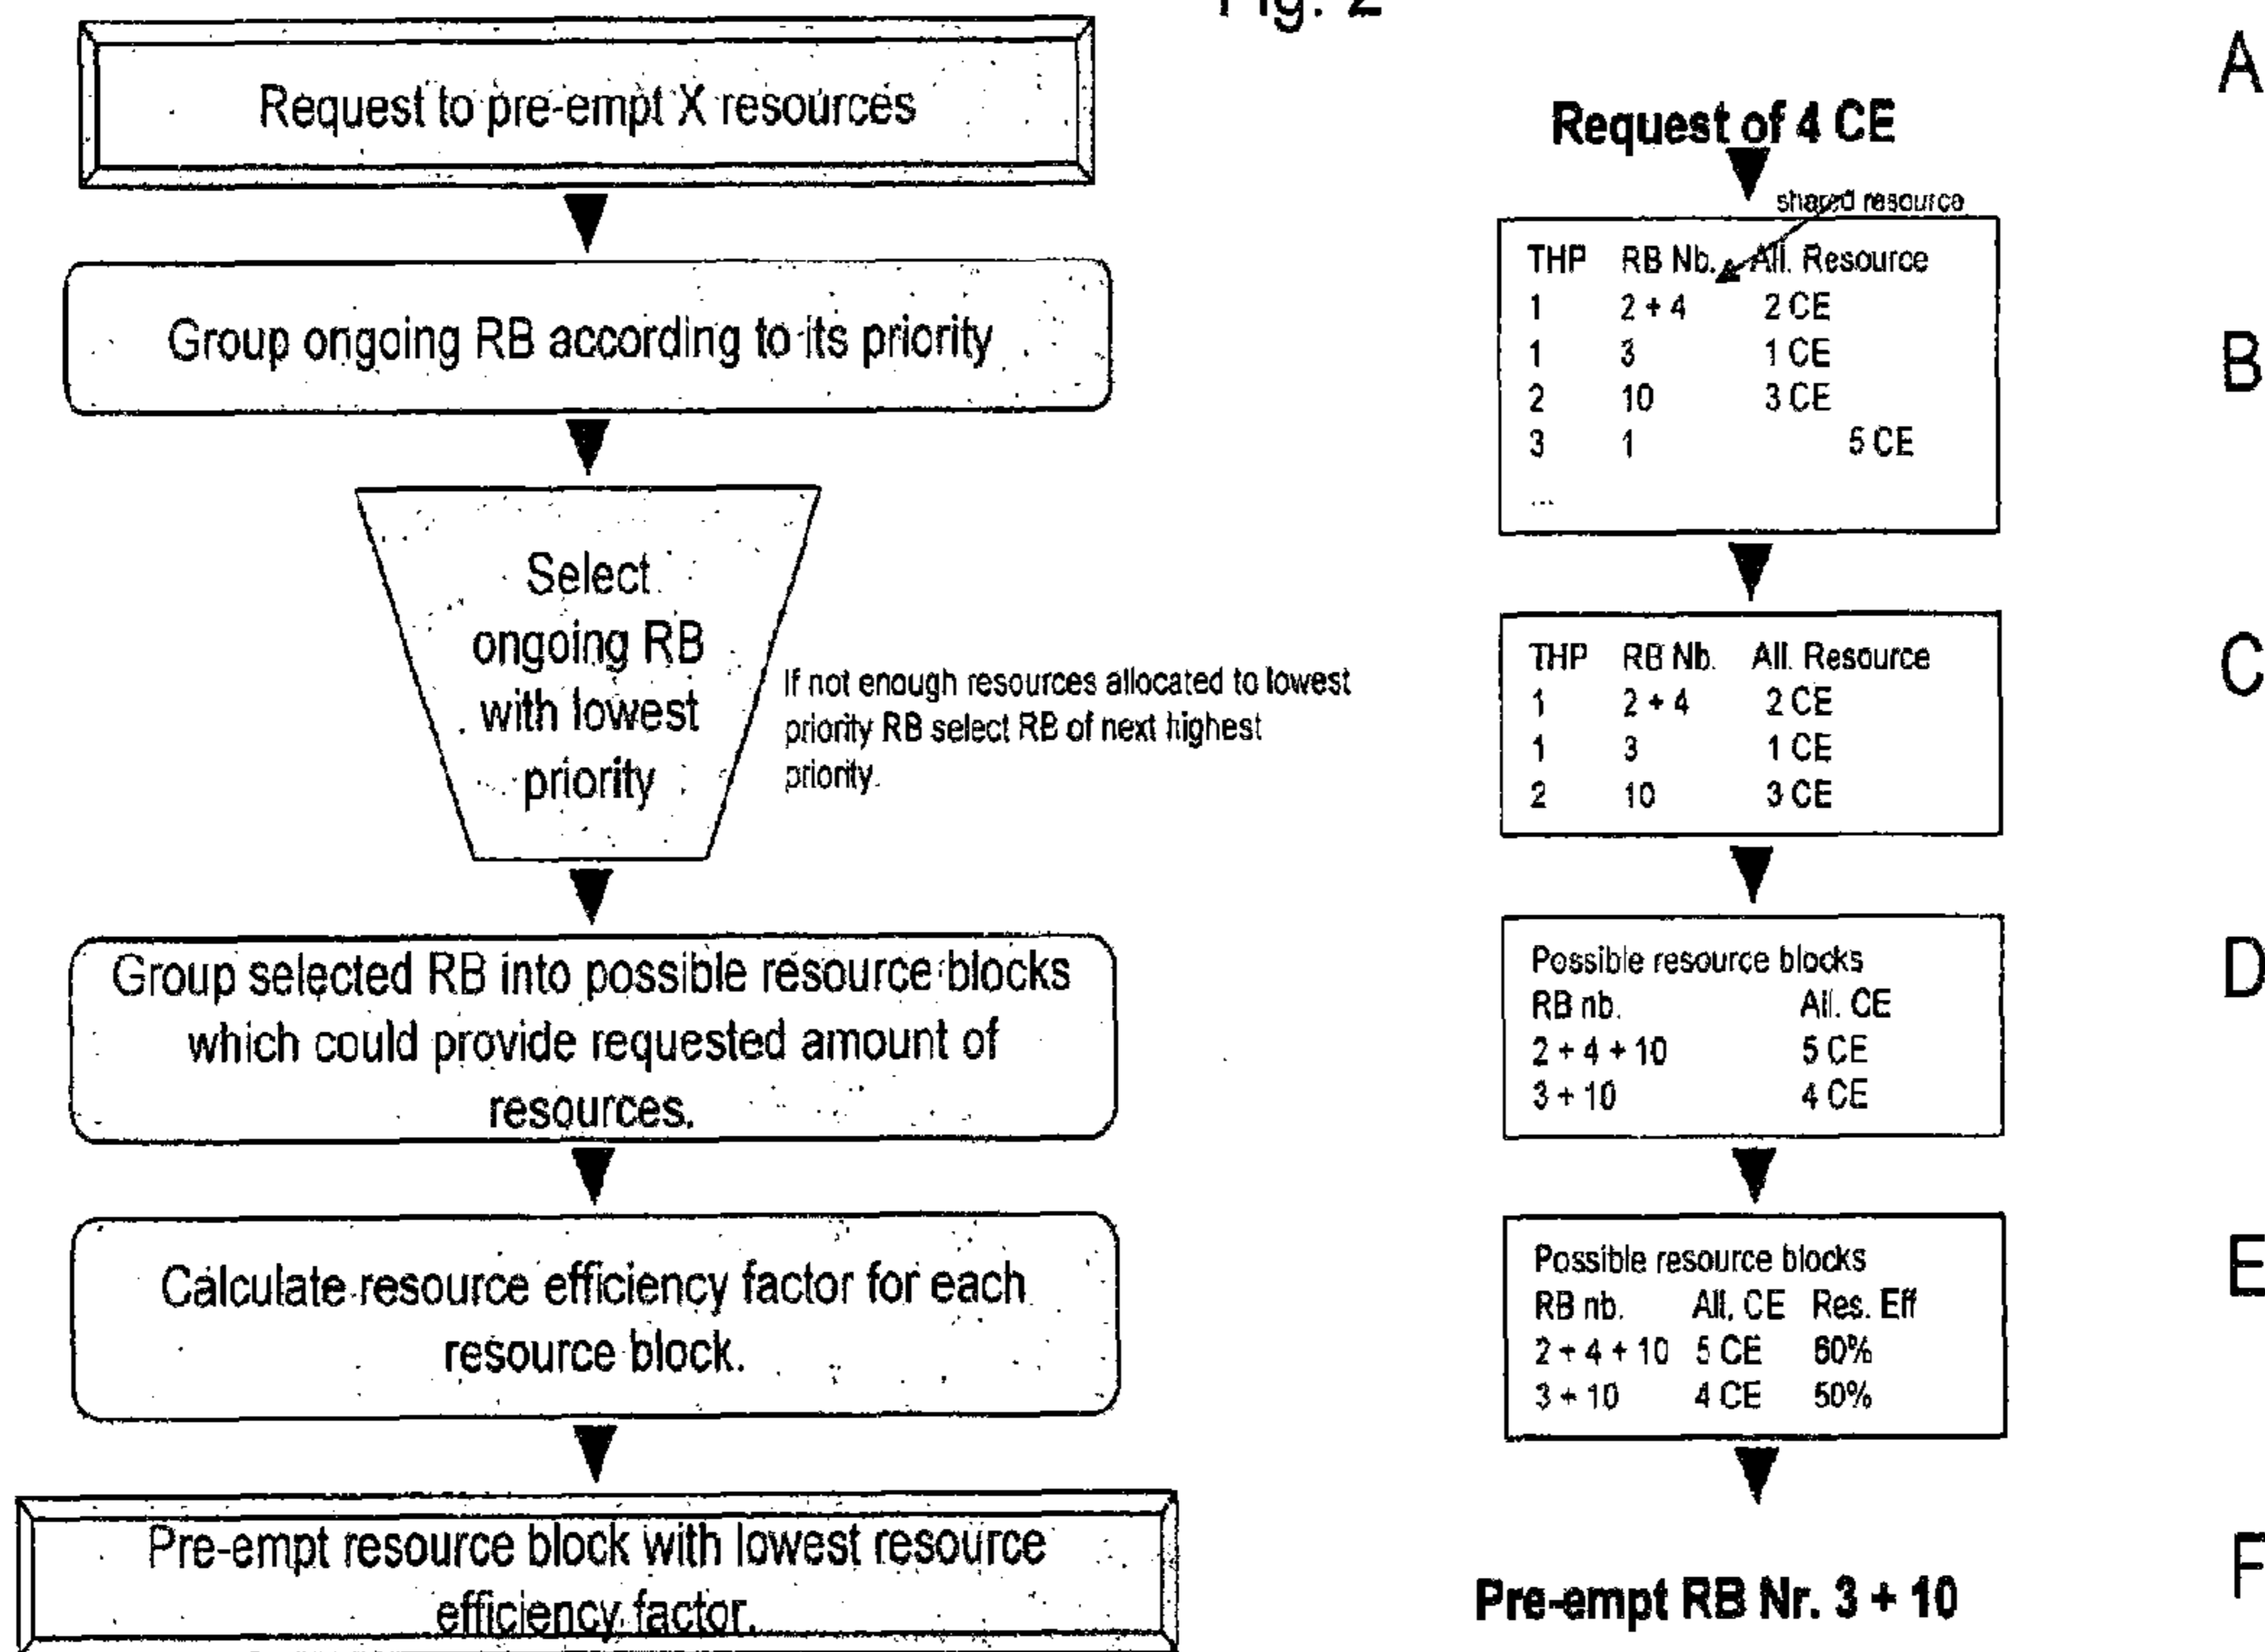 Fig. 2
Request to pre-empt X resources
Group ongoing RB according to its priority
Select
ongoing RB
with lowest
priority
If not enough resources allocated to lowest
priority RB select RB of next highest
priority.
Group selected RB into possible resource blocks
which could provide requested amount of
resources.
Calculate resource efficiency factor for each
resource block.
Pre-empt resource block with lowest resource
efficiency factor.
Request of 4 CE
shared resource
THP RB Nb. All. Resource
1 2 + 4 2 CE
1 3 1 CE
2 10 3 CE
3 1 5 CE
...
THP RB Nb. All. Resource
1 2 + 4 2 CE
1 3 1 CE
2 10 3 CE
Possible resource blocks
RB nb. All. CE
2 + 4 + 10 5 CE
3 + 10 4 CE
Possible resource blocks
RB nb. All. CE Res. Eff
2 + 4 + 10 5 CE 60%
3 + 10 4 CE 50%
Pre-empt RB Nr. 3 + 10
A
B
C
D
E
F